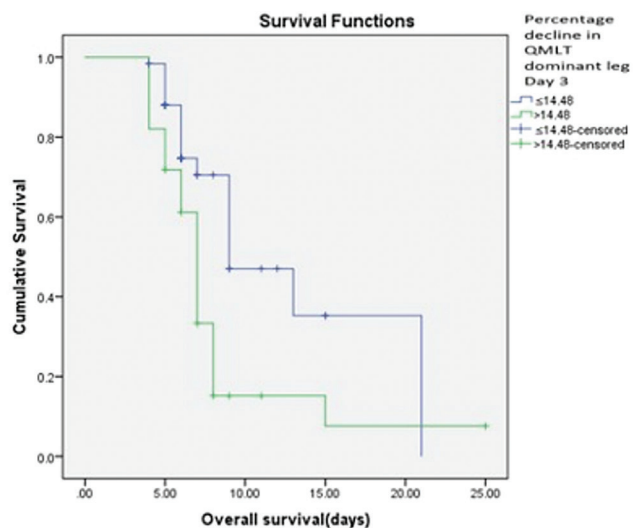 Survival Functions
Percentage
decline in
QMLT
dominant leg
Day 3
≤14.48
>14.48
≤14.48-censored
>14.48-censored
Cumulative Survival
1.0
0.8
0.6
0.4
0.2
0.0
.00 5.00 10.00 15.00 20.00 25.00
Overall survival(days)